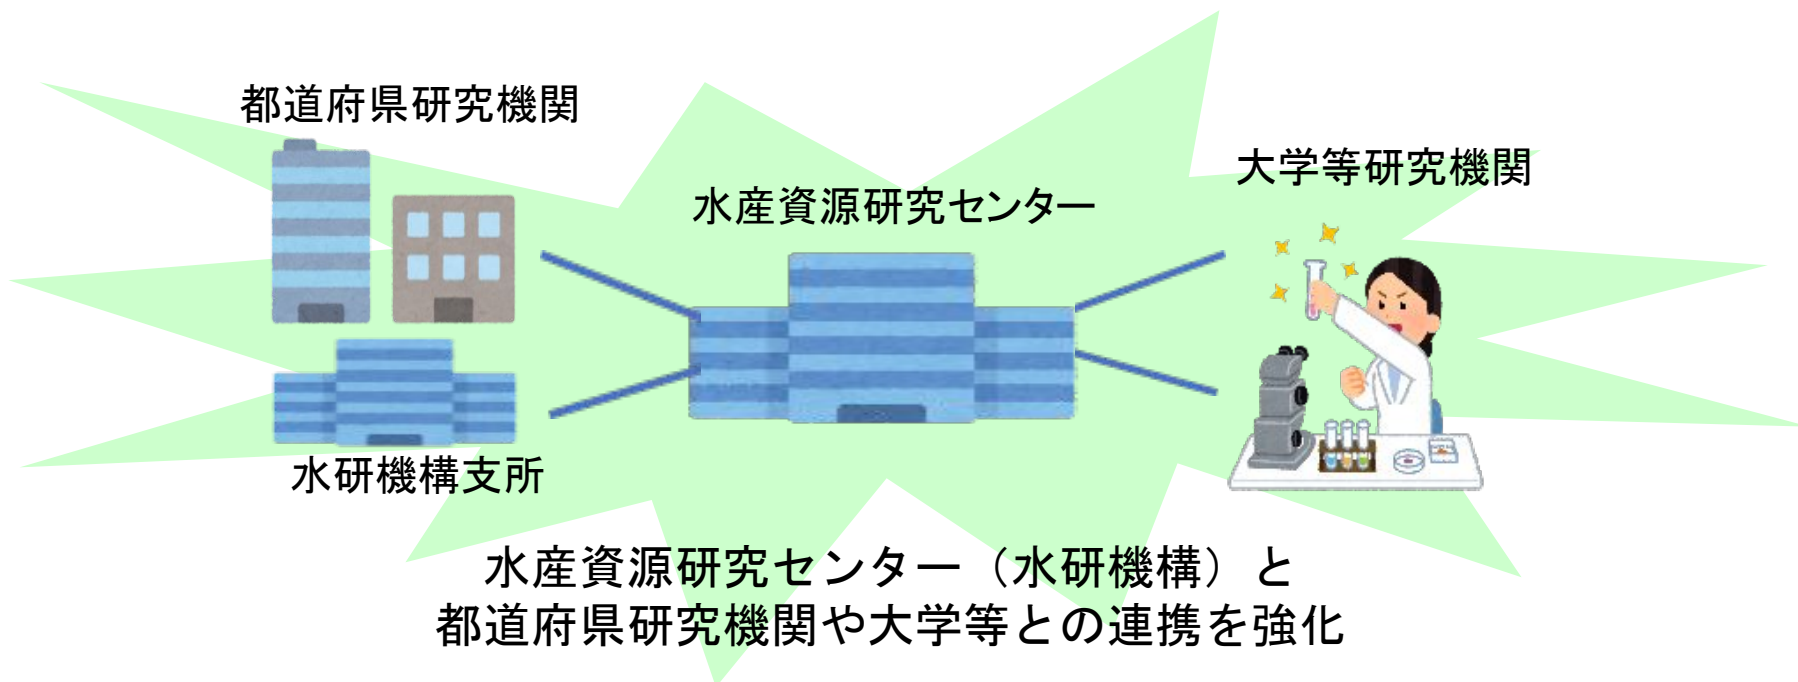 都道府県研究機関
大学等研究機関
水産資源研究センター
水研機構支所
水産資源研究センター（水研機構）と
都道府県研究機関や大学等との連携を強化